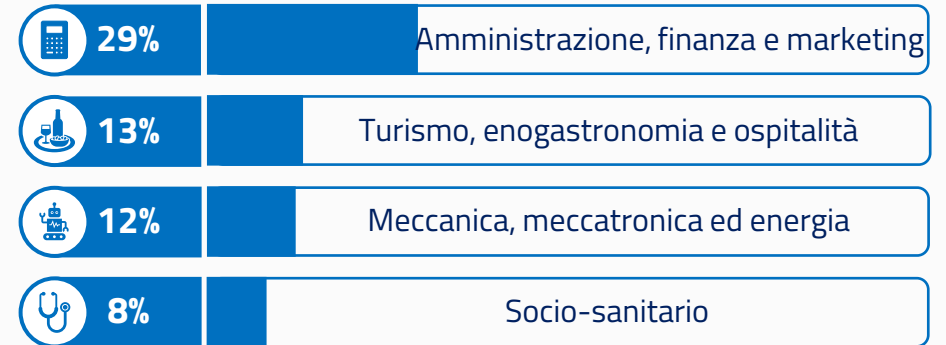 29% Amministrazione, finanza e marketing
13% Turismo, enogastronomia e ospitalità
12% Meccanica, meccatronica ed energia
8% Socio-sanitario